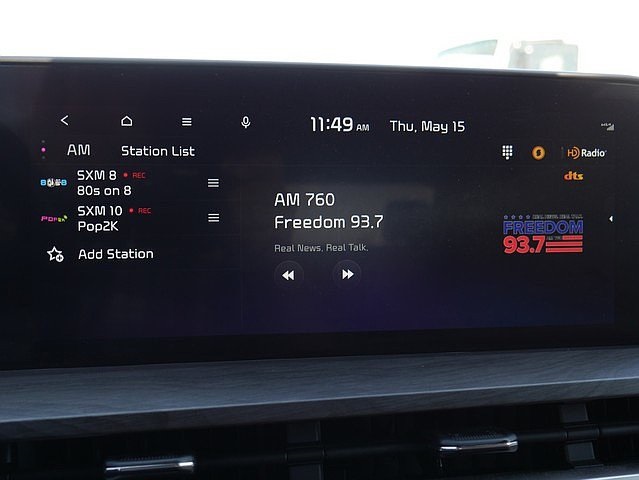 11:49 AM Thu, May 15
AM Station List
HD Radio
dts
SXM 8 REC
80s on 8
SXM 10 REC
Pop2K
Add Station
AM 760
Freedom 93.7
Real News. Real Talk.
FREEDOM
93.7